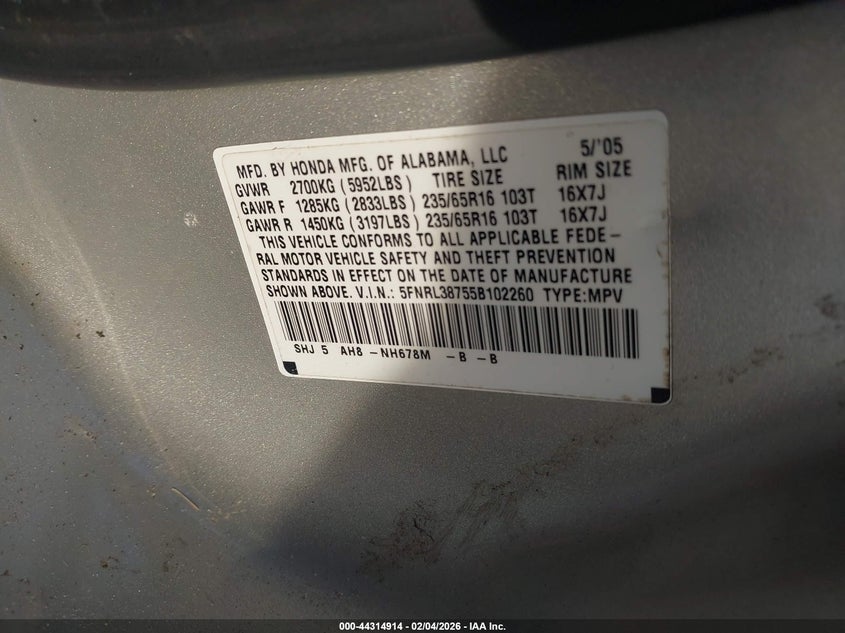 MFD. BY HONDA MFG. OF ALABAMA, LLC 5/'05
GVWR 2700KG (5952LBS) TIRE SIZE RIM SIZE
GAWR F 1285KG (2833LBS) 235/65R16 103T 16X7J
GAWR R 1450KG (3197LBS) 235/65R16 103T 16X7J
THIS VEHICLE CONFORMS TO ALL APPLICABLE FEDE-
RAL MOTOR VEHICLE SAFETY AND THEFT PREVENTION
STANDARDS IN EFFECT ON THE DATE OF MANUFACTURE
SHOWN ABOVE. V.I.N.: 5FNRL38755B102260 TYPE:MPV
SHJ 5 AH8 -NH678M -B -B
000-44314914 - 02/04/2026 - IAA Inc.